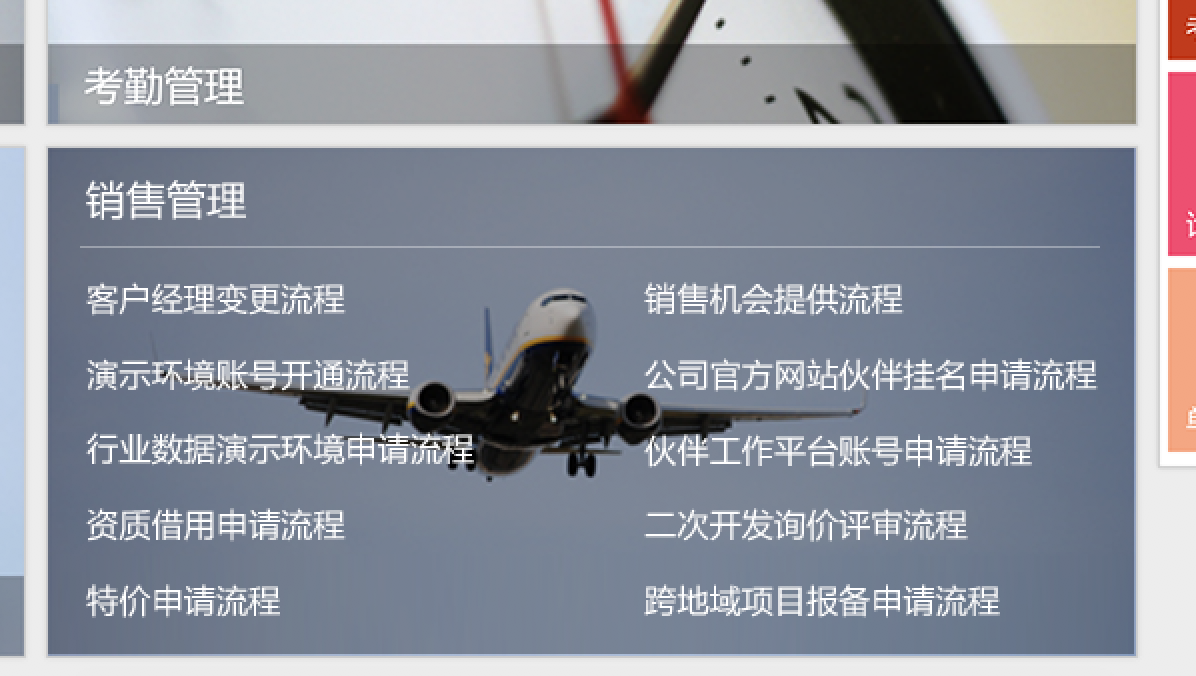 考勤管理
销售管理
客户经理变更流程
销售机会提供流程
演示环境账号开通流程
公司官方网站伙伴挂名申请流程
行业数据演示环境申请流程
伙伴工作平台账号申请流程
资质借用申请流程
二次开发询价评审流程
特价申请流程
跨地域项目报备申请流程